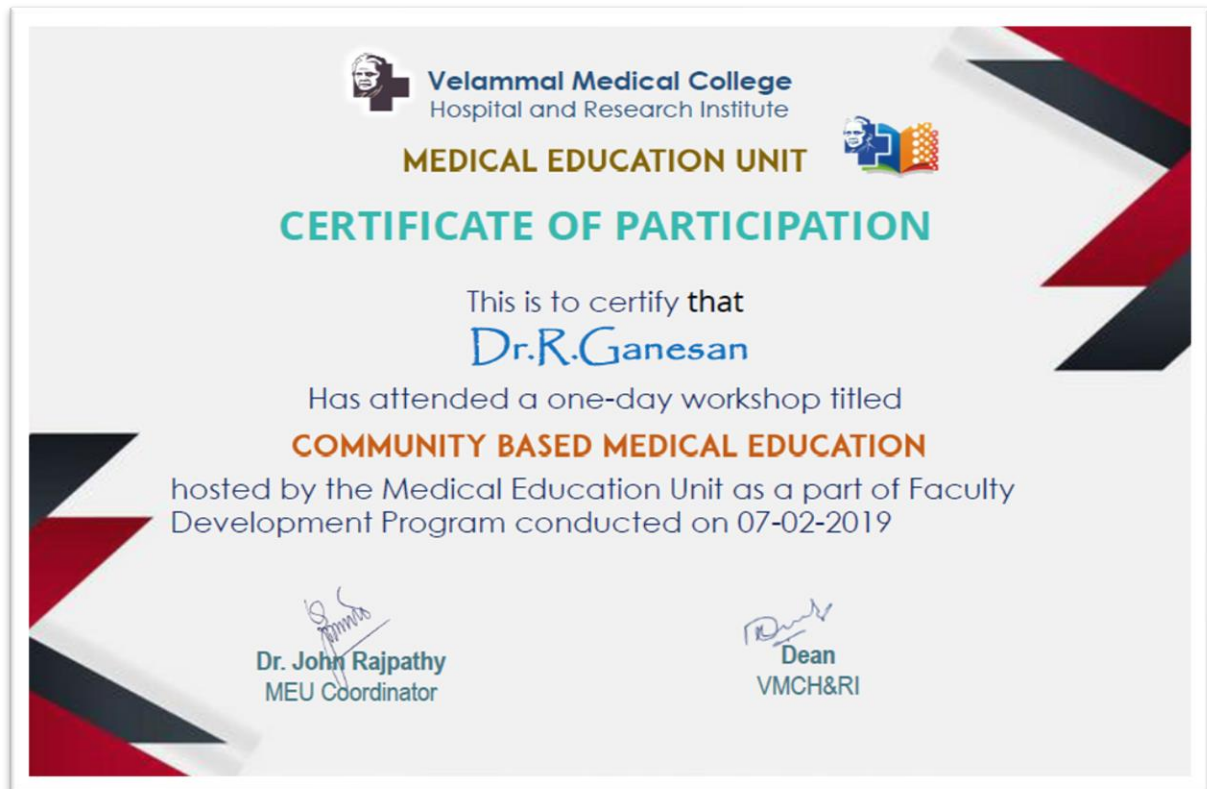 Velammal Medical College
Hospital and Research Institute
MEDICAL EDUCATION UNIT
CERTIFICATE OF PARTICIPATION
This is to certify that
Dr.R.Ganesan
Has attended a one-day workshop titled
COMMUNITY BASED MEDICAL EDUCATION
hosted by the Medical Education Unit as a part of Faculty
Development Program conducted on 07-02-2019
Dr. John Rajpathy
MEU Coordinator
Dean
VMCH&RI